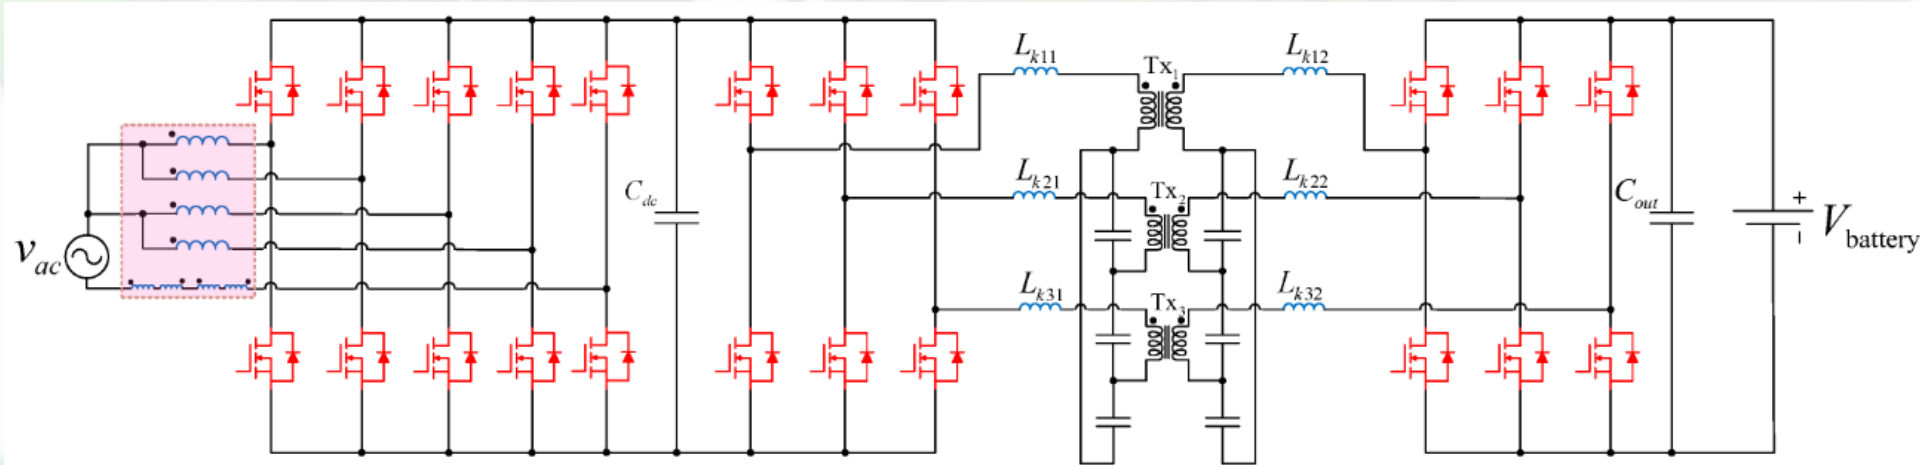 L_k11
L_k12
Tx_1
L_k21
L_k22
Tx_2
C_dc
C_out
+
V_battery
-
v_ac
L_k31
L_k32
Tx_3